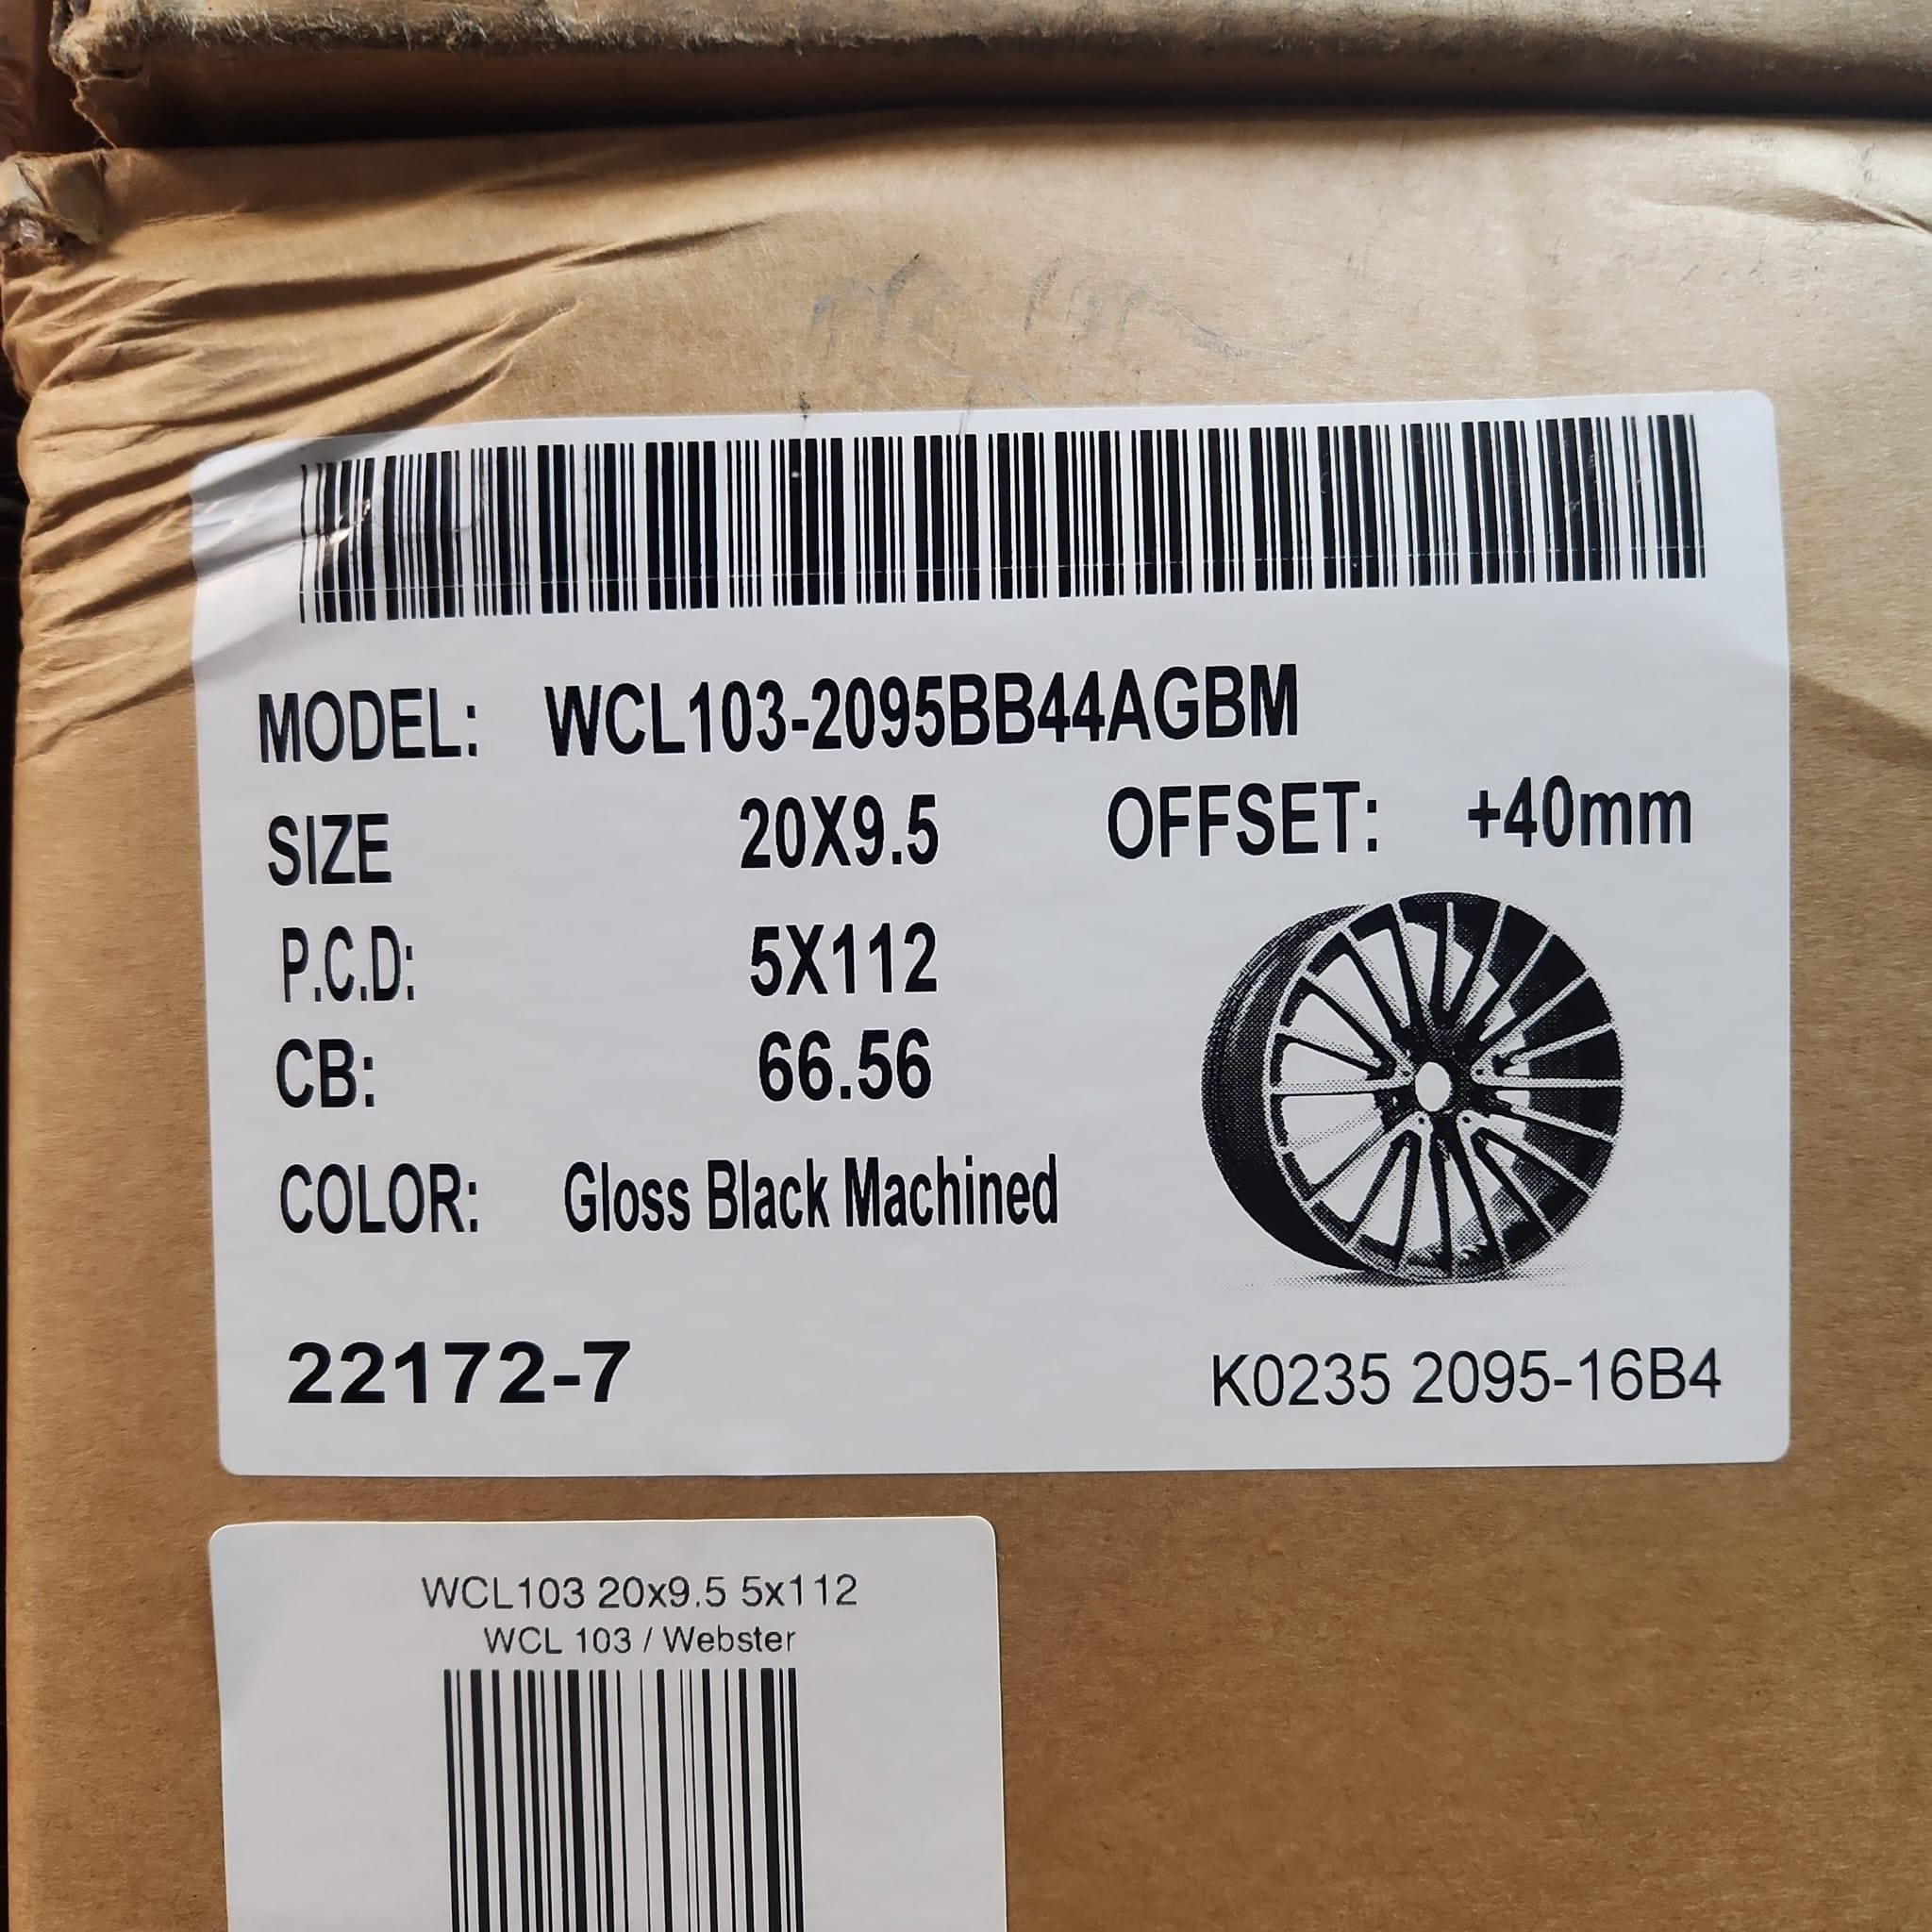 MODEL: WCL103-2095BB44AGBM
SIZE 20X9.5 OFFSET: +40mm
P.C.D: 5X112
CB: 66.56
COLOR: Gloss Black Machined
22172-7 K0235 2095-16B4
WCL103 20x9.5 5x112
WCL 103 / Webster